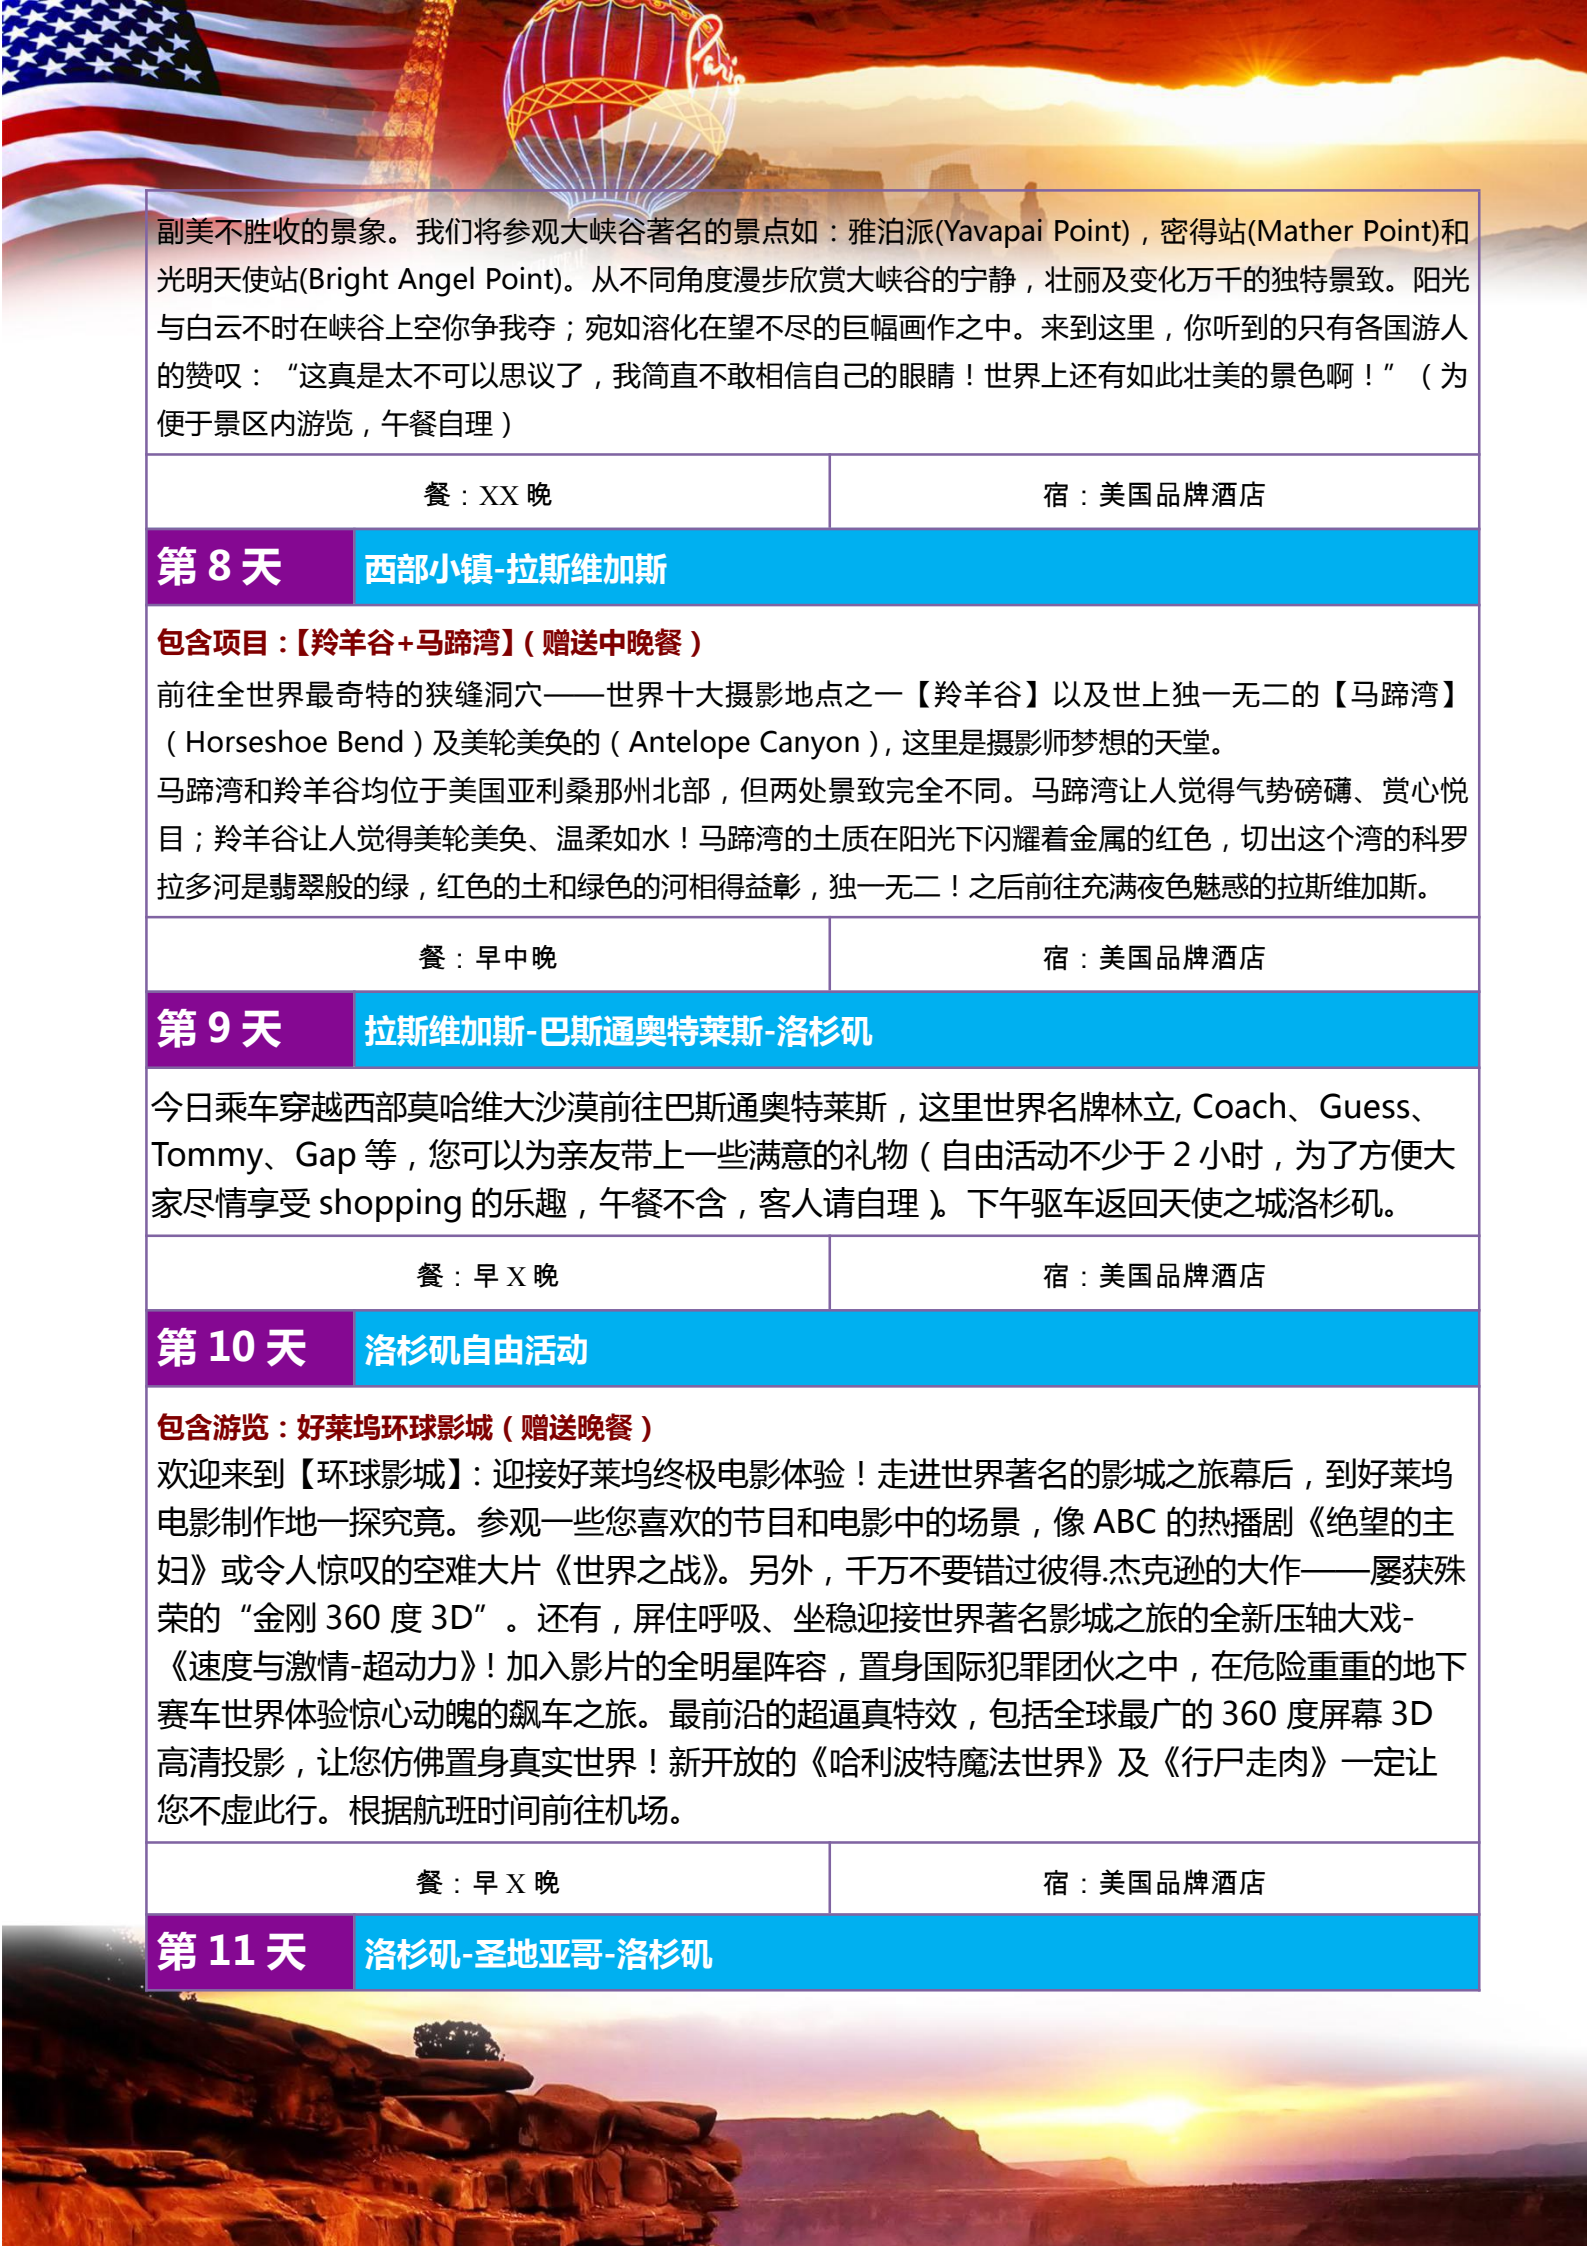 Paris
副美不胜收的景象。我们将参观大峡谷著名的景点如：雅泊派(Yavapai Point)，密得站(Mather Point)和
光明天使站(Bright Angel Point)。从不同角度漫步欣赏大峡谷的宁静，壮丽及变化万千的独特景致。阳光
与白云不时在峡谷上空你争我夺；宛如溶化在望不尽的巨幅画作之中。来到这里，你听到的只有各国游人
的赞叹：“这真是太不可以思议了，我简直不敢相信自己的眼睛！世界上还有如此壮美的景色啊！”（为
便于景区内游览，午餐自理）
餐：XX 晚
宿：美国品牌酒店
第 8 天
西部小镇-拉斯维加斯
包含项目：【羚羊谷+马蹄湾】（赠送中晚餐）
前往全世界最奇特的狭缝洞穴——世界十大摄影地点之一【羚羊谷】以及世上独一无二的【马蹄湾】
（Horseshoe Bend）及美轮美奂的（Antelope Canyon），这里是摄影师梦想的天堂。
马蹄湾和羚羊谷均位于美国亚利桑那州北部，但两处景致完全不同。马蹄湾让人觉得气势磅礴、赏心悦
目；羚羊谷让人觉得美轮美奂、温柔如水！马蹄湾的土质在阳光下闪耀着金属的红色，切出这个湾的科罗
拉多河是翡翠般的绿，红色的土和绿色的河相得益彰，独一无二！之后前往充满夜色魅惑的拉斯维加斯。
餐：早中晚
宿：美国品牌酒店
第 9 天
拉斯维加斯-巴斯通奥特莱斯-洛杉矶
今日乘车穿越西部莫哈维大沙漠前往巴斯通奥特莱斯，这里世界名牌林立, Coach、Guess、
Tommy、Gap 等，您可以为亲友带上一些满意的礼物（自由活动不少于 2 小时，为了方便大
家尽情享受 shopping 的乐趣，午餐不含，客人请自理）。下午驱车返回天使之城洛杉矶。
餐：早 X 晚
宿：美国品牌酒店
第 10 天
洛杉矶自由活动
包含游览：好莱坞环球影城（赠送晚餐）
欢迎来到【环球影城】：迎接好莱坞终极电影体验！走进世界著名的影城之旅幕后，到好莱坞
电影制作地一探究竟。参观一些您喜欢的节目和电影中的场景，像 ABC 的热播剧《绝望的主
妇》或令人惊叹的空难大片《世界之战》。另外，千万不要错过彼得.杰克逊的大作——屡获殊
荣的“金刚 360 度 3D”。还有，屏住呼吸、坐稳迎接世界著名影城之旅的全新压轴大戏-
《速度与激情-超动力》！加入影片的全明星阵容，置身国际犯罪团伙之中，在危险重重的地下
赛车世界体验惊心动魄的飙车之旅。最前沿的超逼真特效，包括全球最广的 360 度屏幕 3D
高清投影，让您仿佛置身真实世界！新开放的《哈利波特魔法世界》及《行尸走肉》一定让
您不虚此行。根据航班时间前往机场。
餐：早 X 晚
宿：美国品牌酒店
第 11 天
洛杉矶-圣地亚哥-洛杉矶